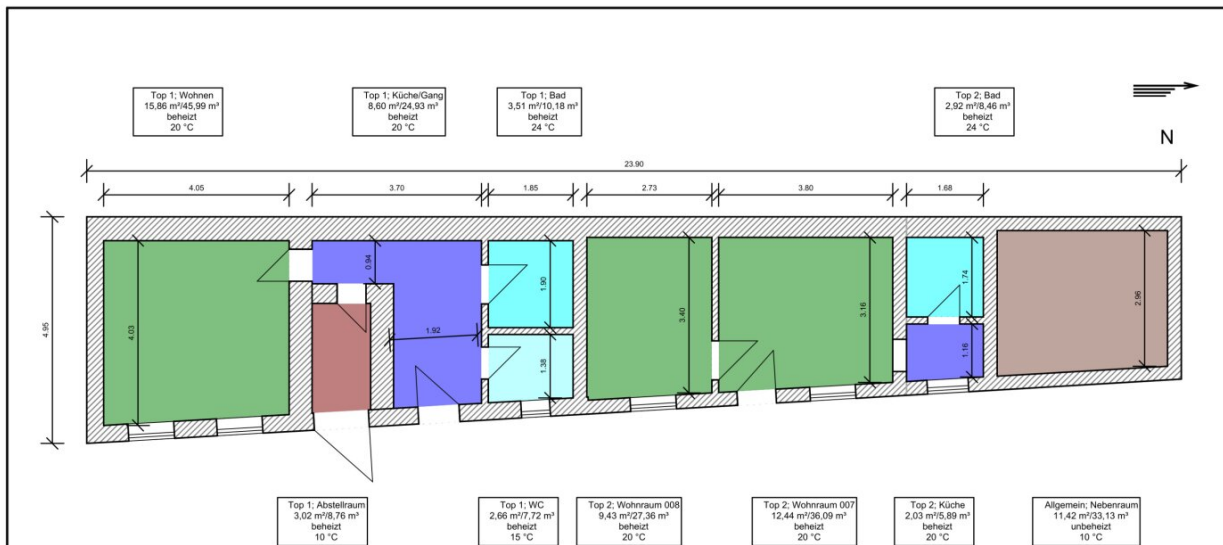 Top 1; Wohnen
15,86 m²/45,99 m³
beheizt
20 °C
Top 1; Küche/Gang
8,60 m²/24,93 m³
beheizt
20 °C
Top 1; Bad
3,51 m²/10,18 m³
beheizt
24 °C
Top 2; Bad
2,92 m²/8,46 m³
beheizt
24 °C
N
23.90
4.05
3.70
1.85
2.73
3.80
1.68
4.95
4.03
0.94
1.92
1.90
1.38
3.40
3.16
1.74
1.16
2.96
Top 1; Abstellraum
3,02 m²/8,76 m³
beheizt
10 °C
Top 1; WC
2,66 m²/7,72 m³
beheizt
15 °C
Top 2; Wohnraum 008
9,43 m²/27,36 m³
beheizt
20 °C
Top 2; Wohnraum 007
12,44 m²/36,09 m³
beheizt
20 °C
Top 2; Küche
2,03 m²/5,89 m³
beheizt
20 °C
Allgemein; Nebenraum
11,42 m²/33,13 m³
unbeheizt
10 °C